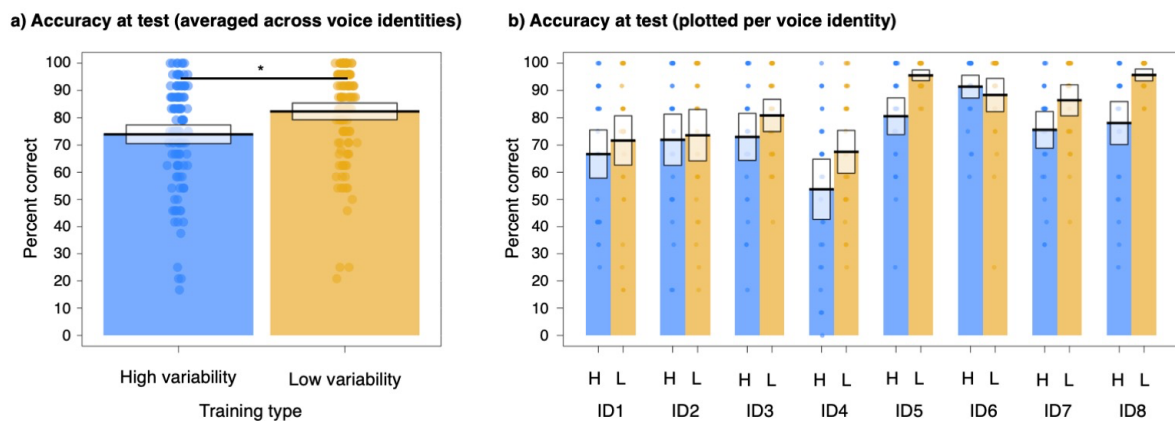 a) Accuracy at test (averaged across voice identities)
b) Accuracy at test (plotted per voice identity)
Percent correct
100
90
80
70
60
50
40
30
20
10
0
*
High variability
Low variability
Training type
Percent correct
100
90
80
70
60
50
40
30
20
10
0
H L H L H L H L H L H L H L H L
ID1 ID2 ID3 ID4 ID5 ID6 ID7 ID8